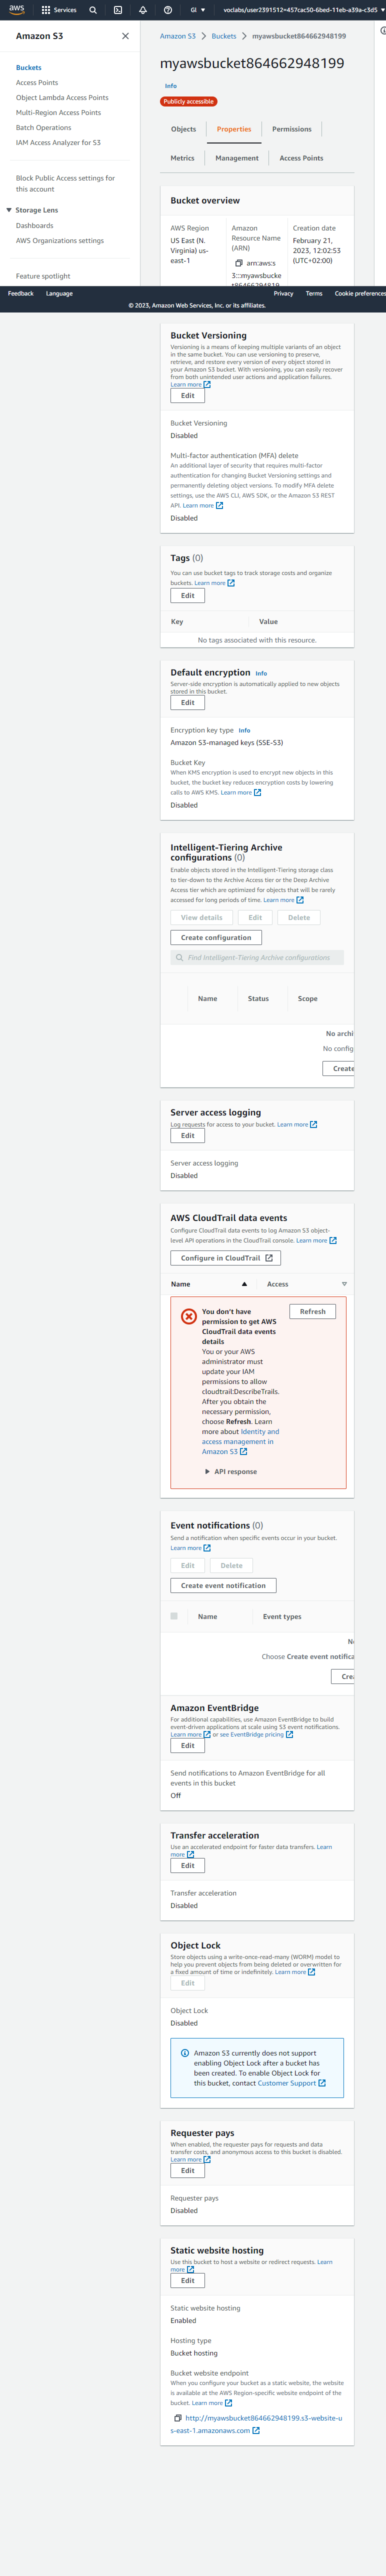 aws
Services
Gl
voclabs/user2391512=457cac50-6bed-11eb-a39a-c3d5
Amazon S3
Buckets
Access Points
Object Lambda Access Points
Multi-Region Access Points
Batch Operations
IAM Access Analyzer for S3
Block Public Access settings for
this account
Storage Lens
Dashboards
AWS Organizations settings
Feature spotlight
Amazon S3 > Buckets > myawsbucket864662948199
myawsbucket864662948199
Info
Publicly accessible
Objects Properties Permissions
Metrics Management Access Points
Bucket overview
AWS Region
US East (N.
Virginia) us-
east-1
Amazon
Resource Name
(ARN)
arn:aws:s
3:::myawsbucke
t86466294819
Creation date
February 21,
2023, 12:02:53
(UTC+02:00)
Feedback Language Privacy Terms Cookie preferences
© 2023, Amazon Web Services, Inc. or its affiliates.
Bucket Versioning
Versioning is a means of keeping multiple variants of an object
in the same bucket. You can use versioning to preserve,
retrieve, and restore every version of every object stored in
your Amazon S3 bucket. With versioning, you can easily recover
from both unintended user actions and application failures.
Learn more
Edit
Bucket Versioning
Disabled
Multi-factor authentication (MFA) delete
An additional layer of security that requires multi-factor
authentication for changing Bucket Versioning settings and
permanently deleting object versions. To modify MFA delete
settings, use the AWS CLI, AWS SDK, or the Amazon S3 REST
API. Learn more
Disabled
Tags (0)
You can use bucket tags to track storage costs and organize
buckets. Learn more
Edit
Key Value
No tags associated with this resource.
Default encryption Info
Server-side encryption is automatically applied to new objects
stored in this bucket.
Edit
Encryption key type Info
Amazon S3-managed keys (SSE-S3)
Bucket Key
When KMS encryption is used to encrypt new objects in this
bucket, the bucket key reduces encryption costs by lowering
calls to AWS KMS. Learn more
Disabled
Intelligent-Tiering Archive
configurations (0)
Enable objects stored in the Intelligent-Tiering storage class
to tier-down to the Archive Access tier or the Deep Archive
Access tier which are optimized for objects that will be rarely
accessed for long periods of time. Learn more
View details Edit Delete
Create configuration
Find Intelligent-Tiering Archive configurations
Name Status Scope
No archi
No config
Create
Server access logging
Log requests for access to your bucket. Learn more
Edit
Server access logging
Disabled
AWS CloudTrail data events
Configure CloudTrail data events to log Amazon S3 object-
level API operations in the CloudTrail console. Learn more
Configure in CloudTrail
Name Access
You don't have
permission to get AWS
CloudTrail data events
details
You or your AWS
administrator must
update your IAM
permissions to allow
cloudtrail:DescribeTrails.
After you obtain the
necessary permission,
choose Refresh. Learn
more about Identity and
access management in
Amazon S3
Refresh
API response
Event notifications (0)
Send a notification when specific events occur in your bucket.
Learn more
Edit Delete
Create event notification
Name Event types
N
Choose Create event notifica
Crea
Amazon EventBridge
For additional capabilities, use Amazon EventBridge to build
event-driven applications at scale using S3 event notifications.
Learn more or see EventBridge pricing
Edit
Send notifications to Amazon EventBridge for all
events in this bucket
Off
Transfer acceleration
Use an accelerated endpoint for faster data transfers. Learn
more
Edit
Transfer acceleration
Disabled
Object Lock
Store objects using a write-once-read-many (WORM) model to
help you prevent objects from being deleted or overwritten for
a fixed amount of time or indefinitely. Learn more
Edit
Object Lock
Disabled
Amazon S3 currently does not support
enabling Object Lock after a bucket has
been created. To enable Object Lock for
this bucket, contact Customer Support
Requester pays
When enabled, the requester pays for requests and data
transfer costs, and anonymous access to this bucket is disabled.
Learn more
Edit
Requester pays
Disabled
Static website hosting
Use this bucket to host a website or redirect requests. Learn
more
Edit
Static website hosting
Enabled
Hosting type
Bucket hosting
Bucket website endpoint
When you configure your bucket as a static website, the website
is available at the AWS Region-specific website endpoint of the
bucket. Learn more
http://myawsbucket864662948199.s3-website-u
s-east-1.amazonaws.com